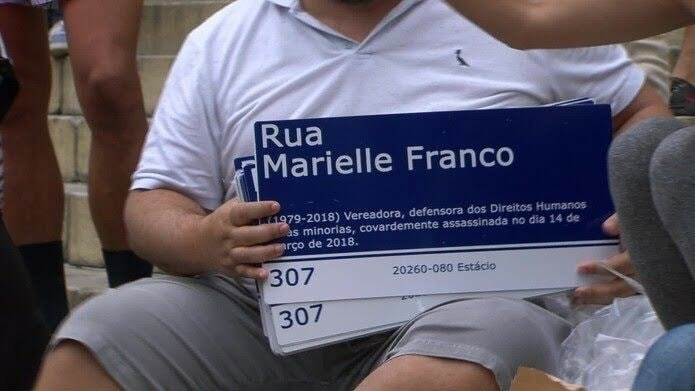 Rua
Marielle Franco
(1979-2018) Vereadora, defensora dos Direitos Humanos
as minorias, covardemente assassinada no dia 14 de
março de 2018.
307
20260-080 Estácio
307